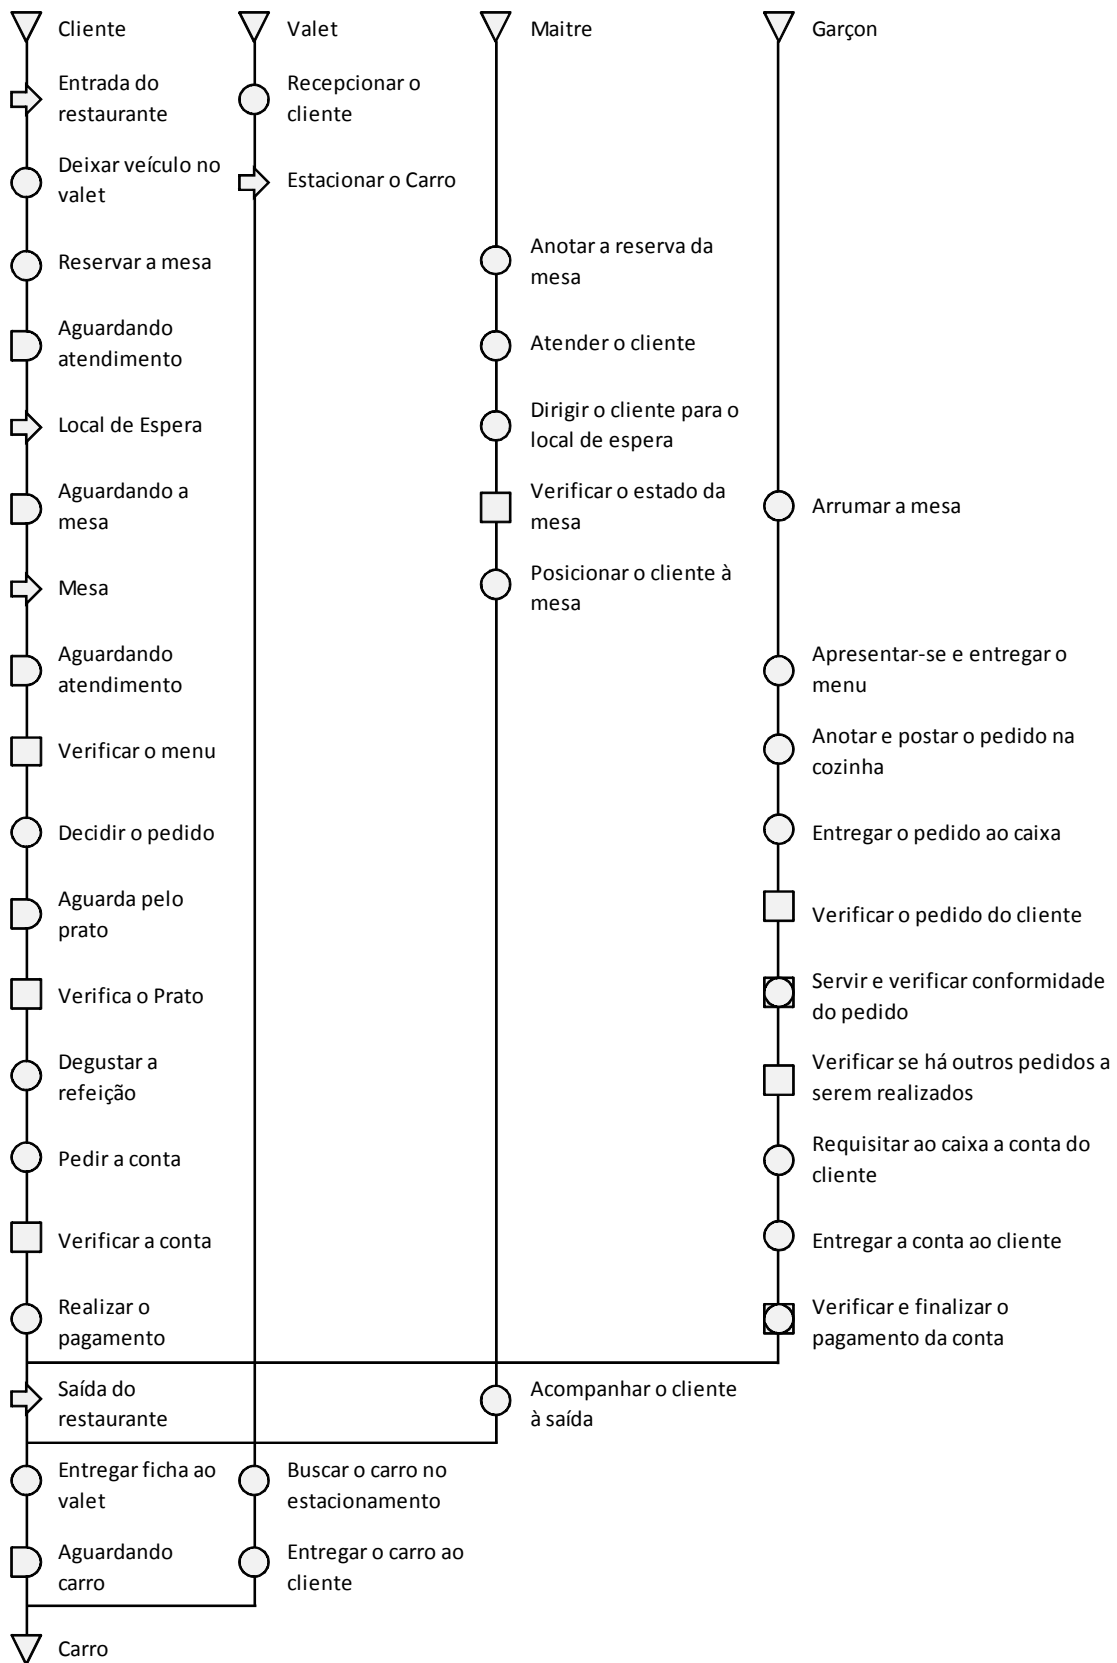 Cliente
Entrada do
restaurante
Deixar veículo no
valet
Reservar a mesa
Aguardando
atendimento
Local de Espera
Aguardando a
mesa
Mesa
Aguardando
atendimento
Verificar o menu
Decidir o pedido
Aguarda pelo
prato
Verifica o Prato
Degustar a
refeição
Pedir a conta
Verificar a conta
Realizar o
pagamento
Saída do
restaurante
Entregar ficha ao
valet
Aguardando
carro
Carro
Valet
Recepcionar o
cliente
Estacionar o Carro
Buscar o carro no
estacionamento
Entregar o carro ao
cliente
Maitre
Anotar a reserva da
mesa
Atender o cliente
Dirigir o cliente para o
local de espera
Verificar o estado da
mesa
Posicionar o cliente à
mesa
Acompanhar o cliente
à saída
Garçon
Arrumar a mesa
Apresentar-se e entregar o
menu
Anotar e postar o pedido na
cozinha
Entregar o pedido ao caixa
Verificar o pedido do cliente
Servir e verificar conformidade
do pedido
Verificar se há outros pedidos a
serem realizados
Requisitar ao caixa a conta do
cliente
Entregar a conta ao cliente
Verificar e finalizar o
pagamento da conta